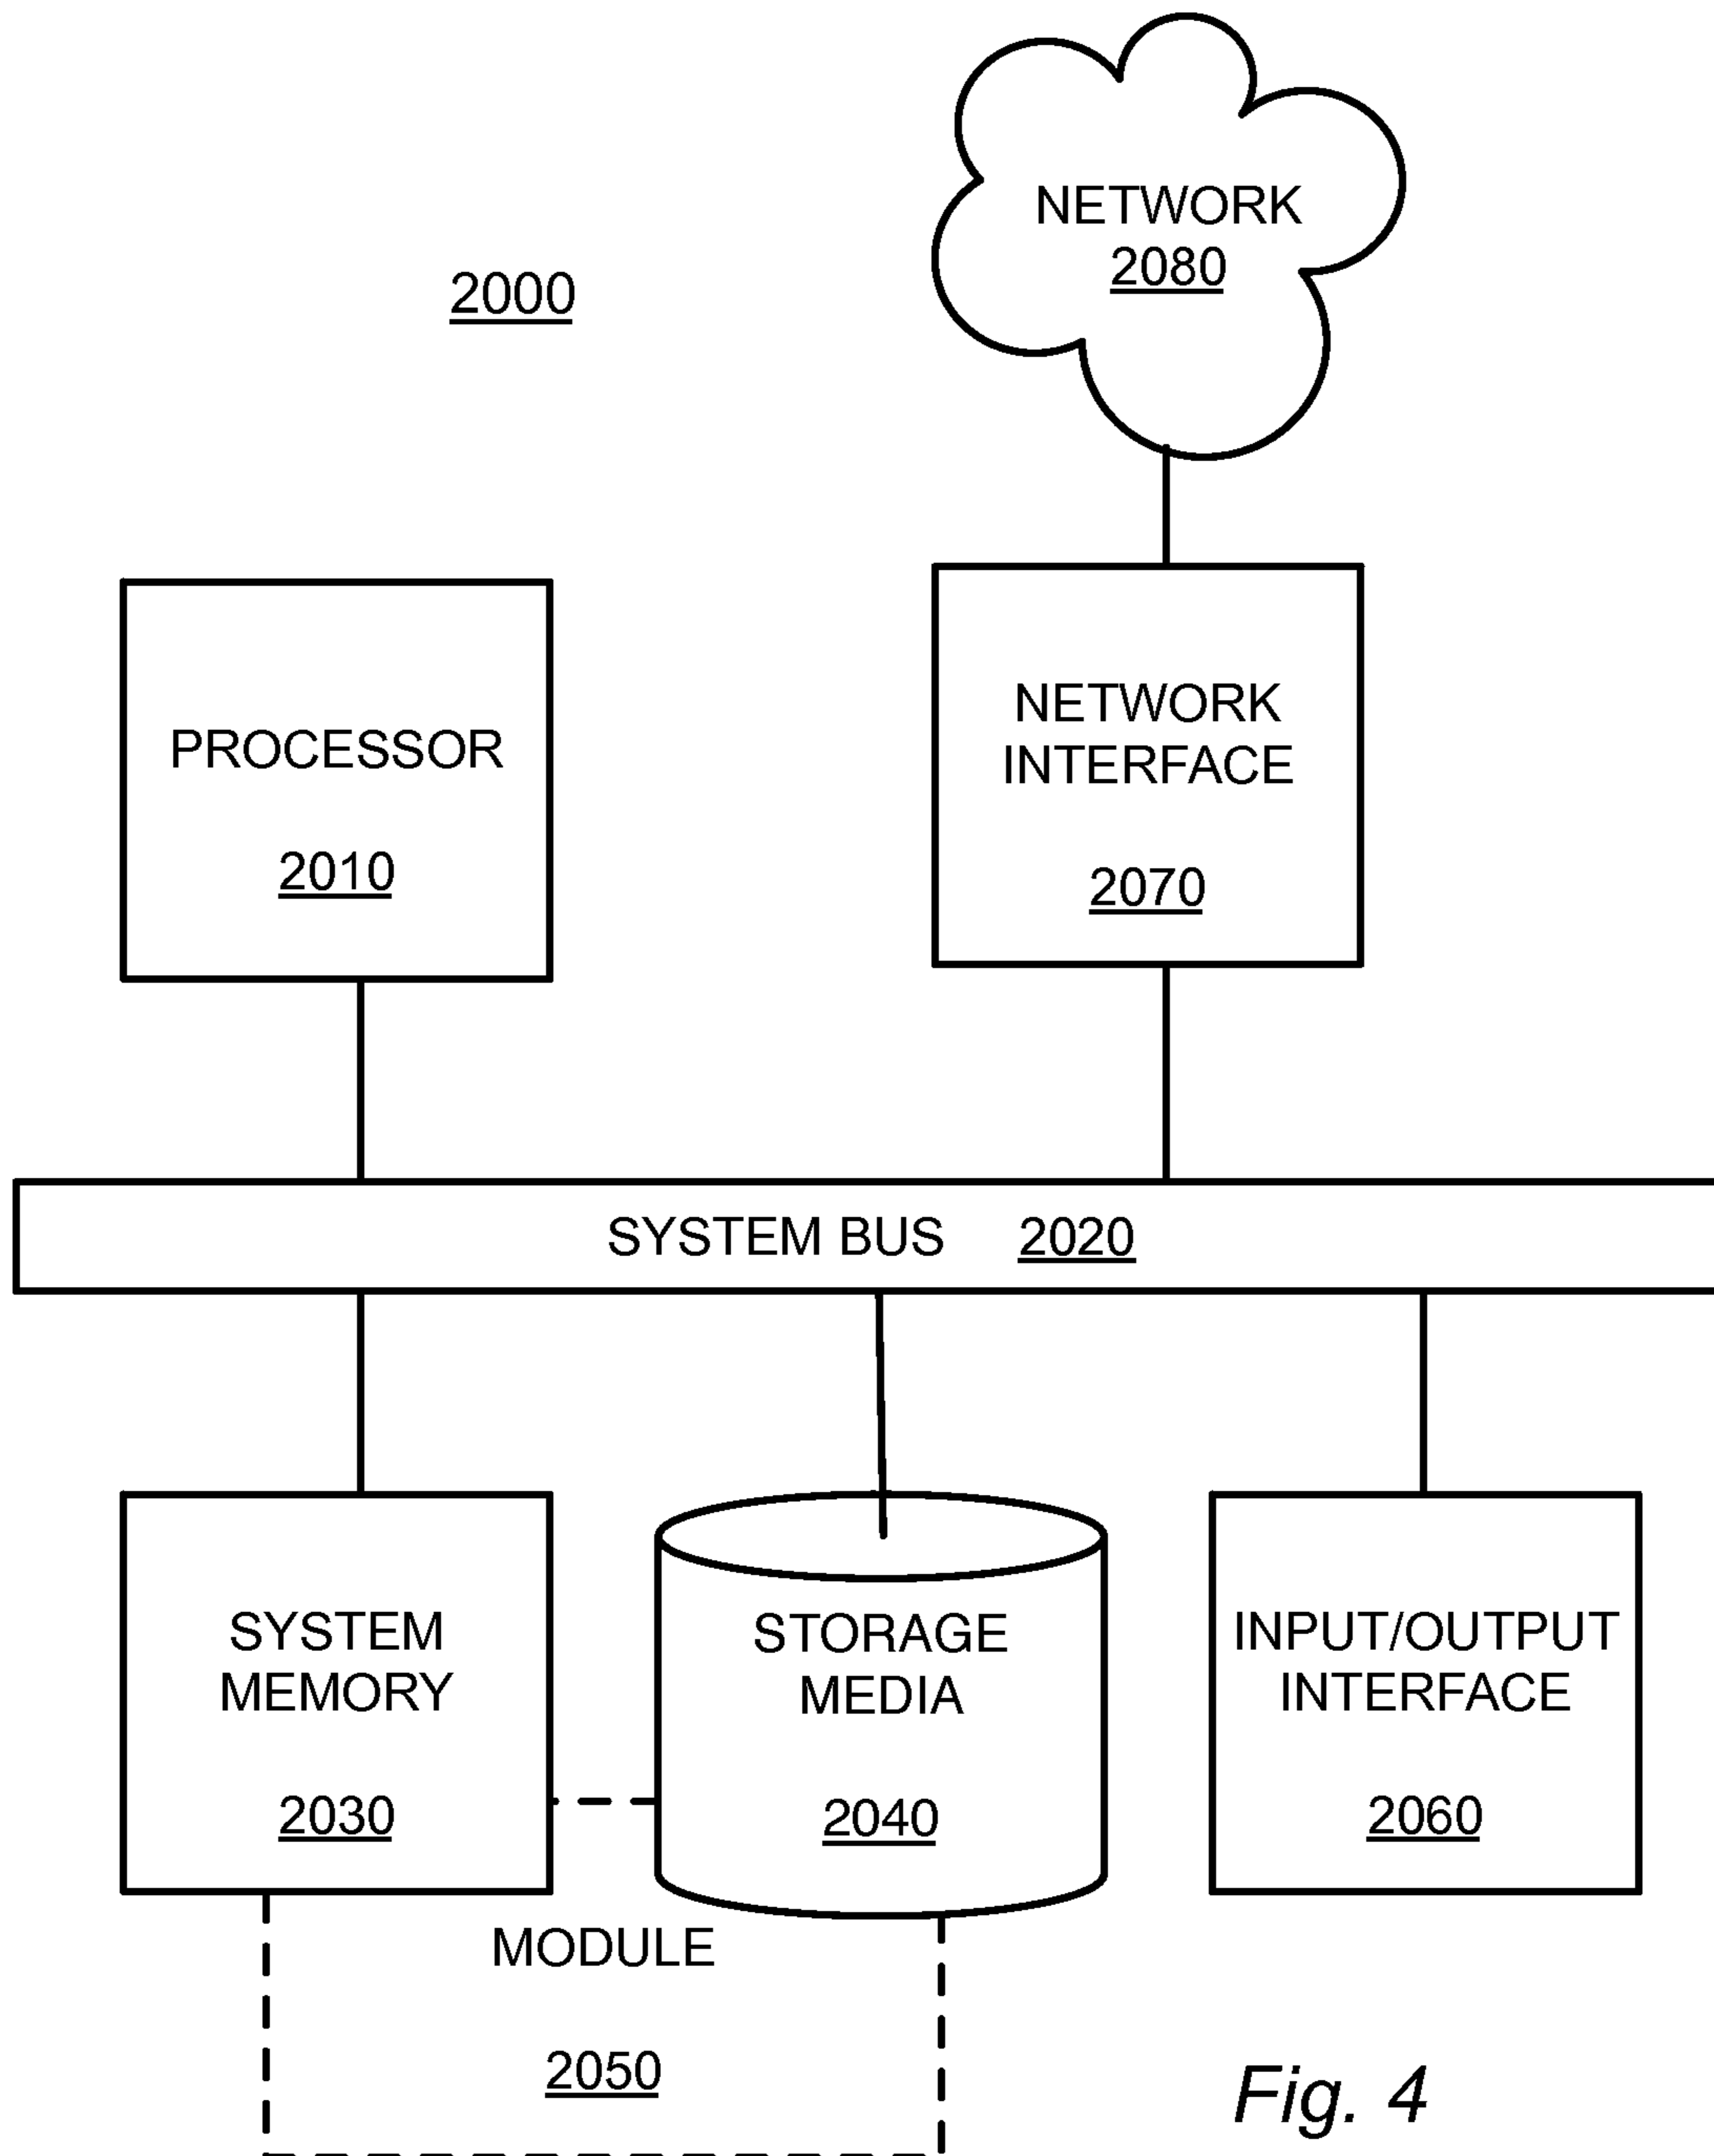 NETWORK
2080
2000
PROCESSOR
2010
NETWORK
INTERFACE
2070
SYSTEM BUS 2020
SYSTEM
MEMORY
2030
STORAGE
MEDIA
2040
INPUT/OUTPUT
INTERFACE
2060
MODULE
2050
Fig. 4